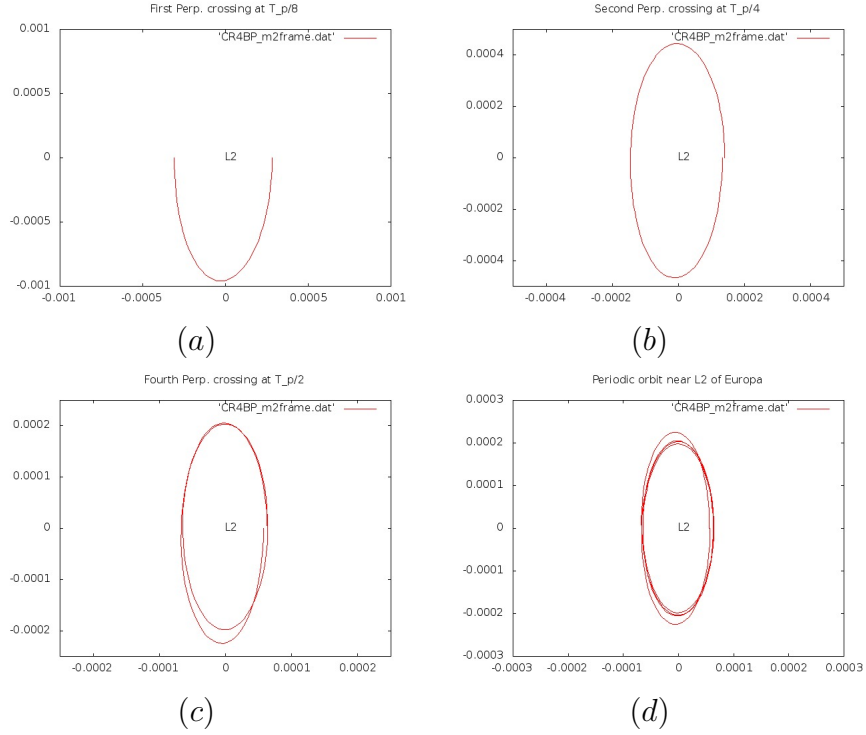 First Perp. crossing at T_p/8
'CR4BP_m2frame.dat'
0.001
0.0005
0
-0.0005
-0.001
L2
-0.001
-0.0005
0
0.0005
0.001
(a)
Second Perp. crossing at T_p/4
'CR4BP_m2frame.dat'
0.0004
0.0002
0
-0.0002
-0.0004
L2
-0.0004
-0.0002
0
0.0002
0.0004
(b)
Fourth Perp. crossing at T_p/2
'CR4BP_m2frame.dat'
0.0002
0.0001
0
-0.0001
-0.0002
L2
-0.0002
-0.0001
0
0.0001
0.0002
(c)
Periodic orbit near L2 of Europa
'CR4BP_m2frame.dat'
0.0003
0.0002
0.0001
0
-0.0001
-0.0002
-0.0003
L2
-0.0003
-0.0002
-0.0001
0
0.0001
0.0002
0.0003
(d)